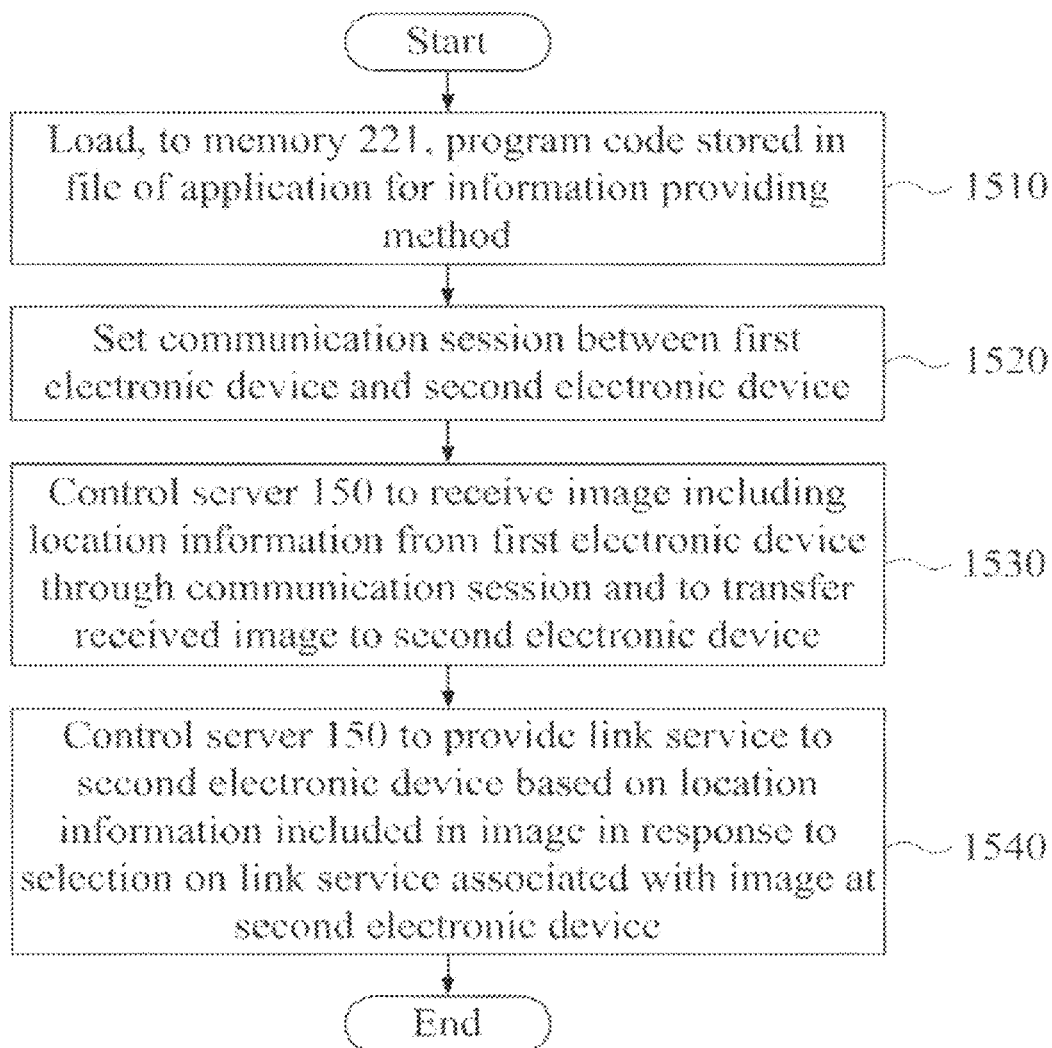 Start
Load, to memory 221, program code stored in
file of application for information providing
method
1510
Set communication session between first
electronic device and second electronic device
1520
Control server 150 to receive image including
location information from first electronic device
through communication session and to transfer
received image to second electronic device
1530
Control server 150 to provide link service to
second electronic device based on location
information included in image in response to
selection on link service associated with image at
second electronic device
1540
End